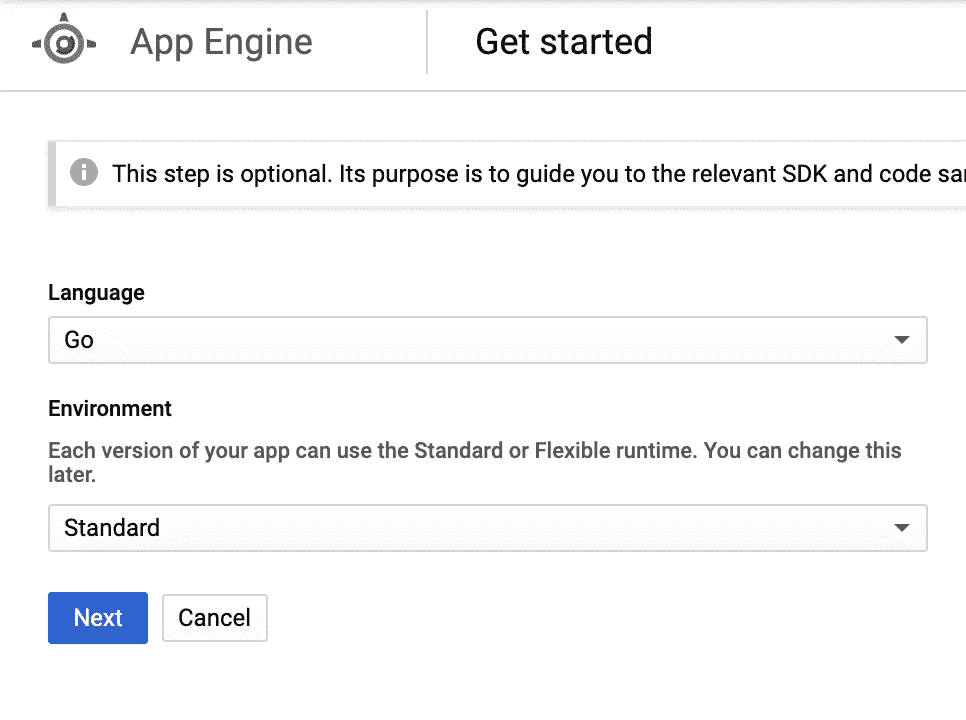 App Engine
Get started
This step is optional. Its purpose is to guide you to the relevant SDK and code
Language
Go
Environment
Each version of your app can use the Standard or Flexible runtime. You can change this
later.
Standard
Next
Cancel